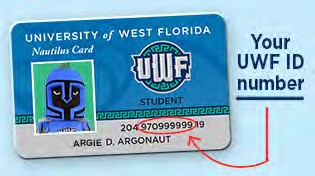 UNIVERSITY of WEST FLORIDA
Nautilus Card
UWF
STUDENT
204 970999999 19
ARGIE D. ARGONAUT
Your
UWF ID
number